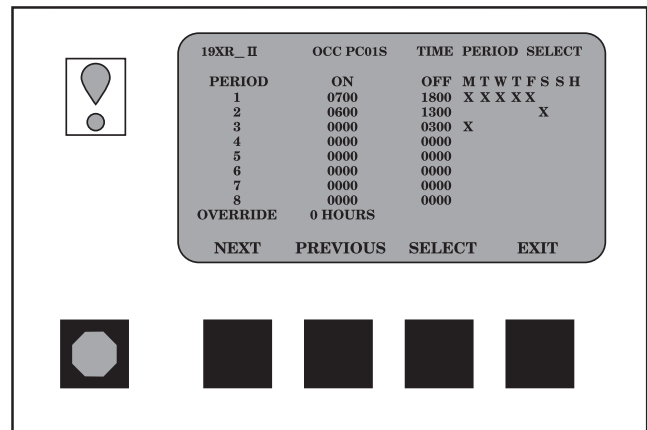 19XR_II OCC PC01S TIME PERIOD SELECT
PERIOD ON OFF M T W T F S S H
1 0700 1800 X X X X X
2 0600 1300 X
3 0000 0300 X
4 0000 0000
5 0000 0000
6 0000 0000
7 0000 0000
8 0000 0000
OVERRIDE 0 HOURS
NEXT PREVIOUS SELECT EXIT